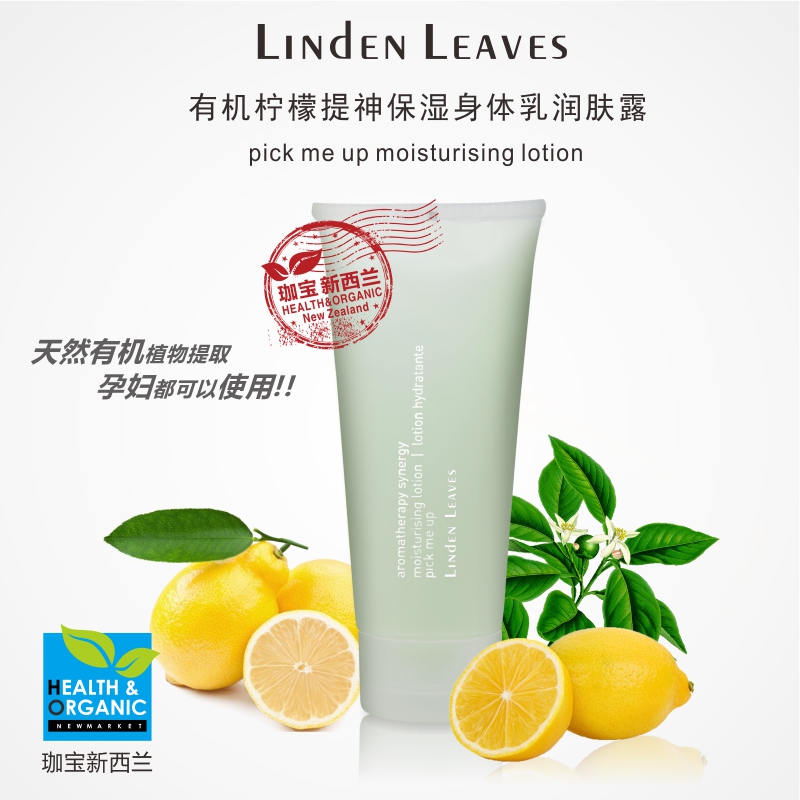 LINDEN LEAVES
有机柠檬提神保湿身体乳润肤露
pick me up moisturising lotion
珈宝新西兰
HEALTH&ORGANIC
New Zealand
天然有机植物提取
孕妇都可以使用!!
aromatherapy synergy
moisturising lotion | lotion hydratante
pick me up
LINDEN LEAVES
HEALTH &
ORGANIC
NEWMARKET
珈宝新西兰